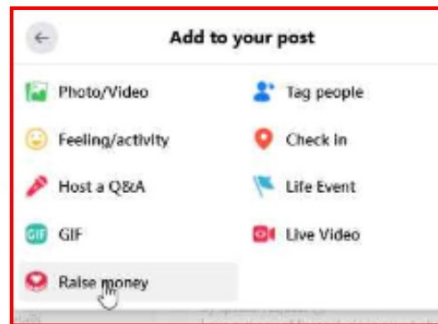 Add to your post
Photo/Video
Tag people
Feeling/activity
Check in
Host a Q&A
Life Event
GIF
GIF
Live Video
Raise money